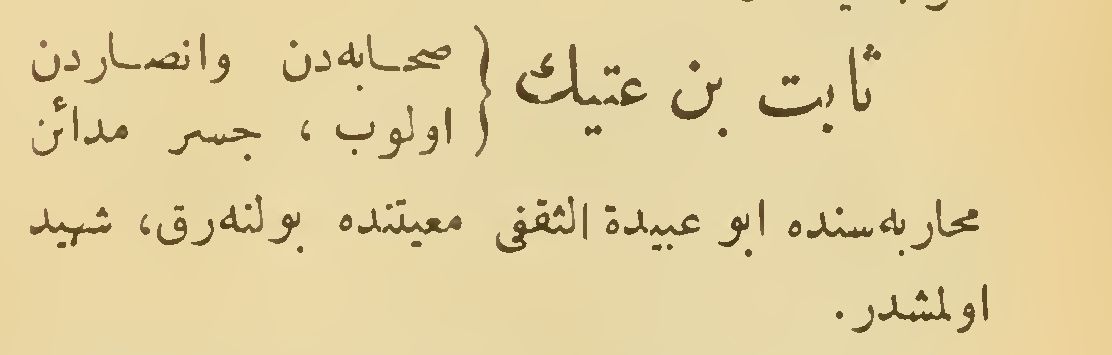 ثابت بن عتيك { صحابه‌دن وانصاردن
اولوب ، جسر مدائن
محاربه‌سنده ابو عبيدة الثقفى معيتنده بولنه‌رق، شهيد
اولمشدر.